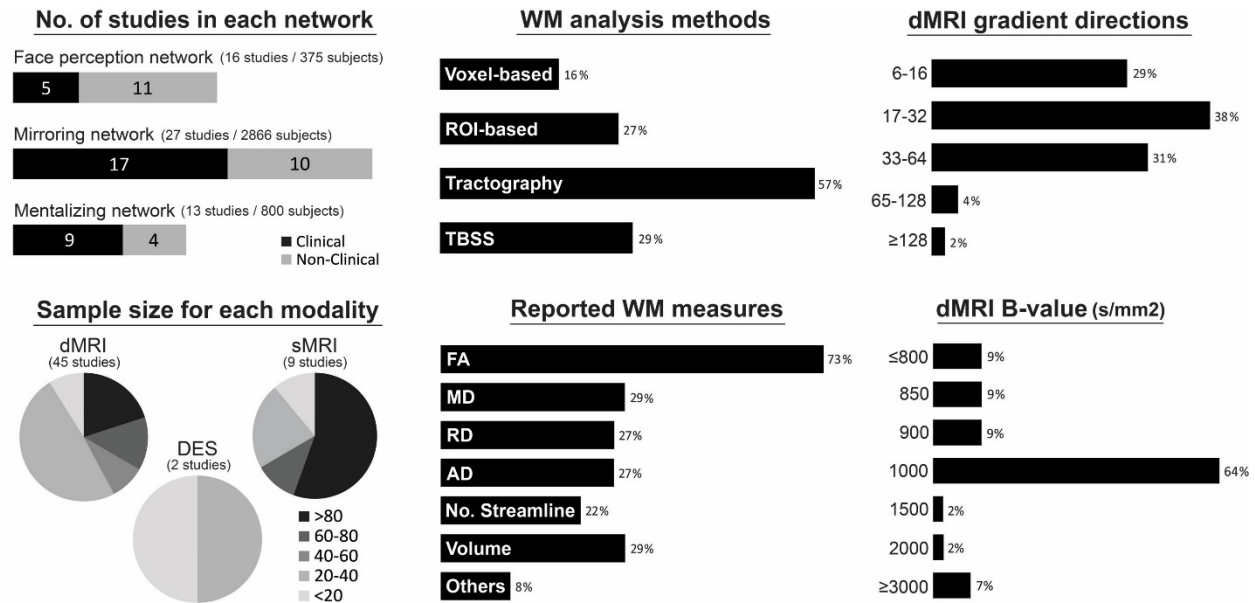 No. of studies in each network
Face perception network (16 studies / 375 subjects)
5 11
Mirroring network (27 studies / 2866 subjects)
17 10
Mentalizing network (13 studies / 800 subjects)
9 4
Clinical
Non-Clinical
WM analysis methods
Voxel-based 16%
ROI-based 27%
Tractography 57%
TBSS 29%
dMRI gradient directions
6-16 29%
17-32 38%
33-64 31%
65-128 4%
≥128 2%
Sample size for each modality
dMRI
(45 studies)
sMRI
(9 studies)
DES
(2 studies)
>80
60-80
40-60
20-40
<20
Reported WM measures
FA 73%
MD 29%
RD 27%
AD 27%
No. Streamline 22%
Volume 29%
Others 8%
dMRI B-value (s/mm2)
≤800 9%
850 9%
900 9%
1000 64%
1500 2%
2000 2%
≥3000 7%